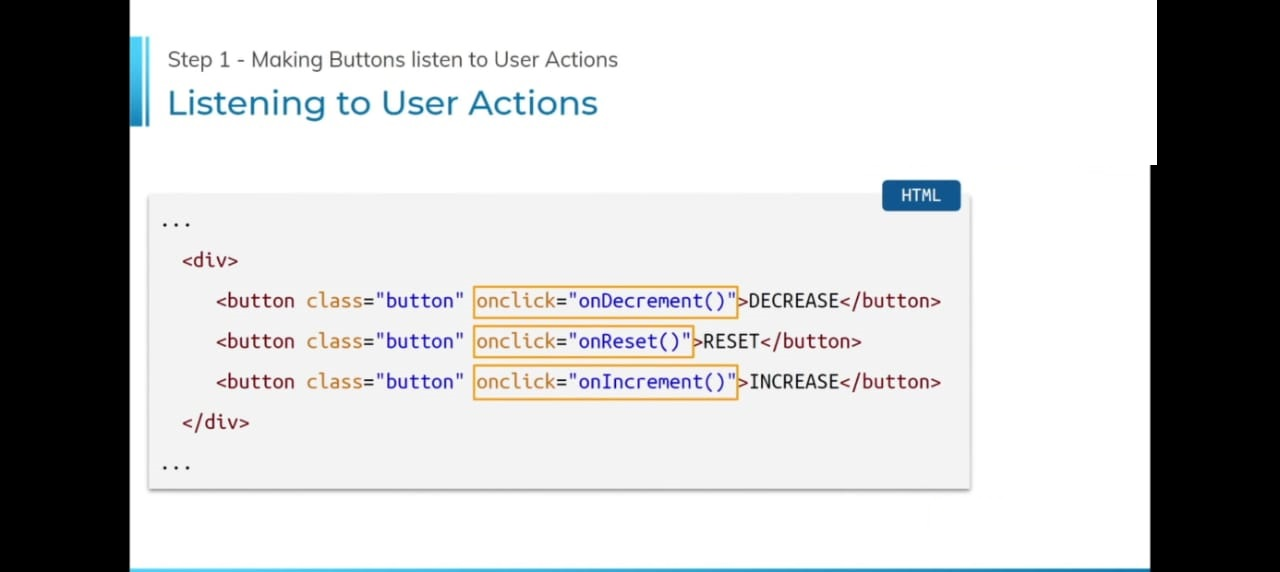 Step 1 - Making Buttons listen to User Actions
Listening to User Actions
HTML
...
<div>
<button class="button" onclick="onDecrement()">DECREASE</button>
<button class="button" onclick="onReset()">RESET</button>
<button class="button" onclick="onIncrement()">INCREASE</button>
</div>
...